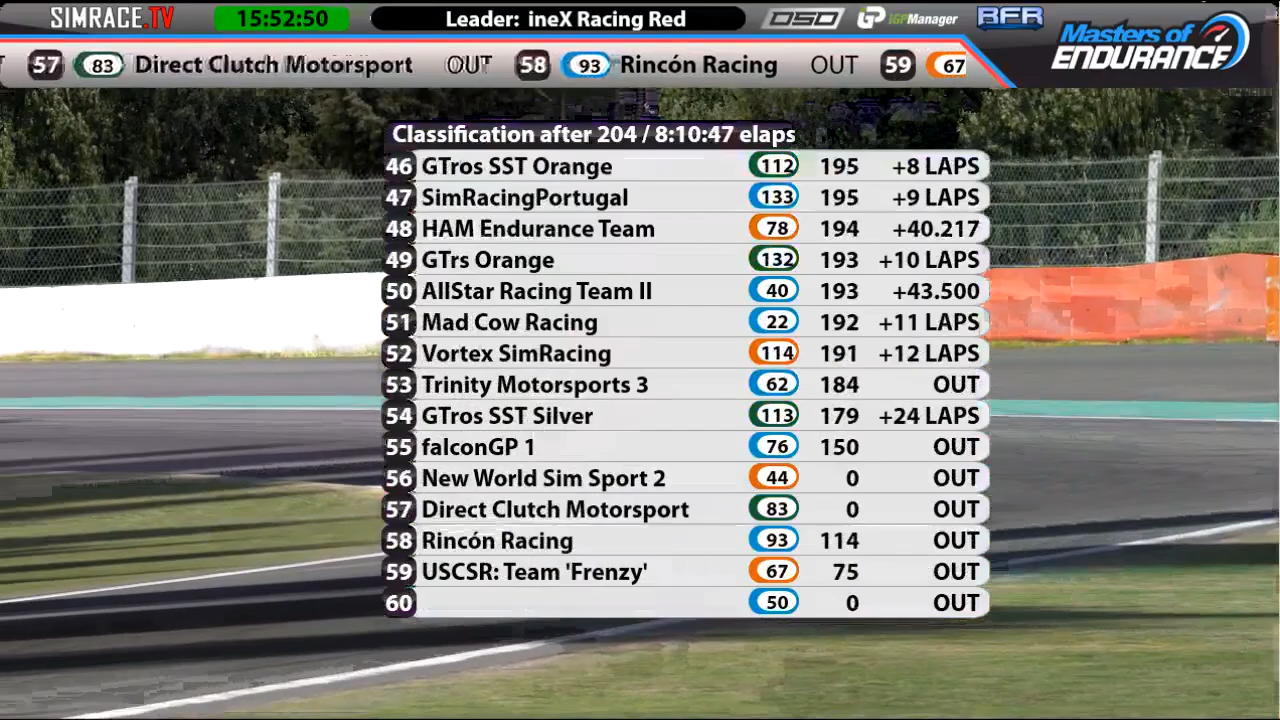 SIMRACE.TV 15:52:50 Leader: ineX Racing Red OSO iGPManager BFR Masters of ENDURANCE
57 83 Direct Clutch Motorsport OUT 58 93 Rincón Racing OUT 59 67
Classification after 204 / 8:10:47 elaps
46 GTros SST Orange 112 195 +8 LAPS
47 SimRacingPortugal 133 195 +9 LAPS
48 HAM Endurance Team 78 194 +40.217
49 GTrs Orange 132 193 +10 LAPS
50 AllStar Racing Team II 40 193 +43.500
51 Mad Cow Racing 22 192 +11 LAPS
52 Vortex SimRacing 114 191 +12 LAPS
53 Trinity Motorsports 3 62 184 OUT
54 GTros SST Silver 113 179 +24 LAPS
55 falconGP 1 76 150 OUT
56 New World Sim Sport 2 44 0 OUT
57 Direct Clutch Motorsport 83 0 OUT
58 Rincón Racing 93 114 OUT
59 USCSR: Team 'Frenzy' 67 75 OUT
60 50 0 OUT